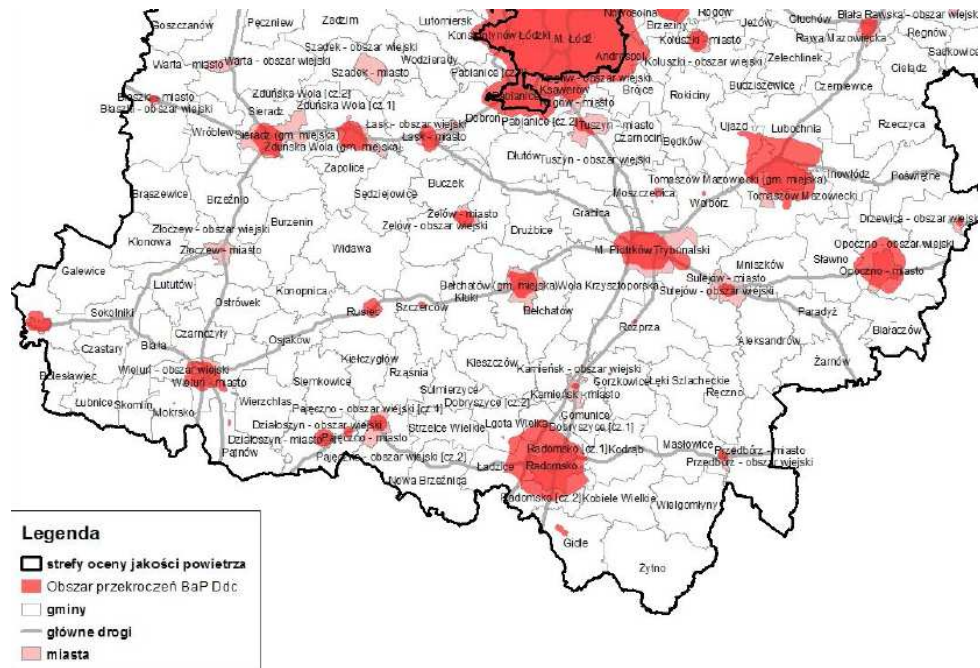 Goszczanów
Pęczniew
Zadzim
Lutomiersk
Nowosolna
Brzeziny
Rogów
Jeżów
Głuchów
Biała Rawska
Regnów
Sadkowice
Konstantynów Łódzki
M. Łódź
Koluszki - miasto
Rawa Mazowiecka
Szadek - obszar wiejski
Wodzierady
Andrespol
Koluszki - obszar wiejski
Żelechlinek
Cielądz
Warta - miasto
Warta - obszar wiejski
Szadek - miasto
Pabianice [cz.
Ksawerów
Brójce
Rokiciny
Budziszewice
Czerniewice
Błaszki - miasto
Błaszki - obszar wiejski
Zduńska Wola [cz.2]
Zduńska Wola [cz.1]
Sieradz
Dobroń
Pabianice [cz.2]
Tuszyn - miasto
Czarnocin
Ujazd
Lubochnia
Rzeczyca
Wróblew
Sieradz (gm. miejska)
Zduńska Wola (gm. miejska)
Łask - obszar wiejski
Łask - miasto
Będków
Zapolice
Dłutów
Tuszyn - obszar wiejski
Tomaszów Mazowiecki (gm. miejska)
Inowłódz
Poświętne
Buczek
Moszczenica
Tomaszów Mazowiecki
Brąszewice
Brzeźnio
Sędziejowice
Wolbórz
Burzenin
Zelów - miasto
Zelów - obszar wiejski
Grabica
Drużbice
Drzewica - obszar wiejski
Klonowa
Złoczew - obszar wiejski
Złoczew - miasto
Widawa
M. Piotrków Trybunalski
Opoczno - obszar wiejski
Sławno
Mniszków
Galewice
Sulejów - miasto
Opoczno - miasto
Lututów
Konopnica
Bełchatów (gm. miejska)
Wola Krzysztoporska
Sulejów - obszar wiejski
Ostrówek
Kluki
Sokolniki
Rusiec
Szczerców
Bełchatów
Paradyż
Czarnożyły
Rozprza
Białaczów
Biała
Osjaków
Aleksandrów
Czastary
Wieluń - obszar wiejski
Kiełczygłów
Kleszczów
Kamieńsk - obszar wiejski
Żarnów
Bolesławiec
Wieluń - miasto
Siemkowice
Rząśnia
Gorzkowice
Łęki Szlacheckie
Skomlin
Wierzchlas
Sulmierzyce
Kamieńsk - miasto
Ręczno
Łubnice
Mokrsko
Pajęczno - obszar wiejski [cz.1]
Dobryszyce [cz.2]
Gomunice
Działoszyn - obszar wiejski
Strzelce Wielkie
Lgota Wielka
Dobryszyce [cz.1]
Działoszyn - miasto
Pajęczno - miasto
Masłowice
Pątnów
Pajęczno - obszar wiejski [cz.2]
Radomsko [cz.1]
Kodrąb
Przedbórz - miasto
Ładzice
Radomsko
Przedbórz - obszar wiejski
Nowa Brzeźnica
Radomsko [cz.2]
Kobiele Wielkie
Wielgomłyny
Gidle
Żytno
Legenda
strefy oceny jakości powietrza
Obszar przekroczeń BaP Ddc
gminy
główne drogi
miasta